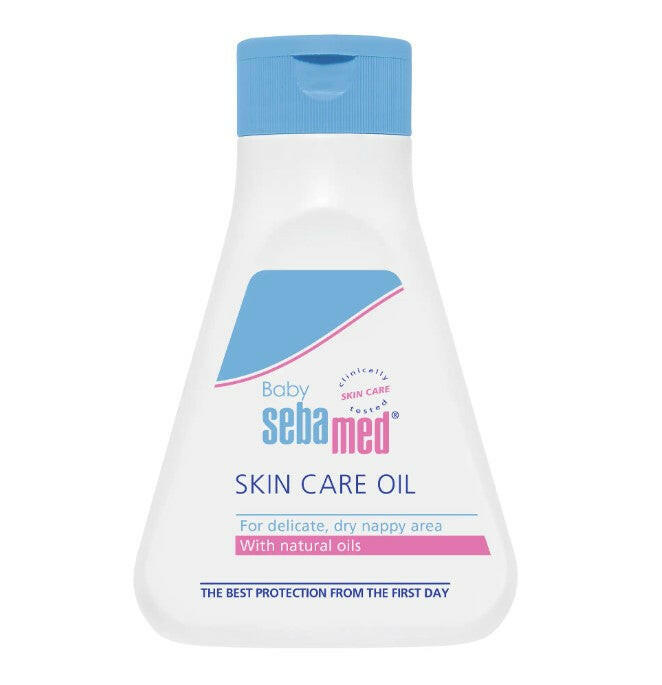 Baby
clinically
SKIN CARE
tested
sebamed®
SKIN CARE OIL
For delicate, dry nappy area
With natural oils
THE BEST PROTECTION FROM THE FIRST DAY